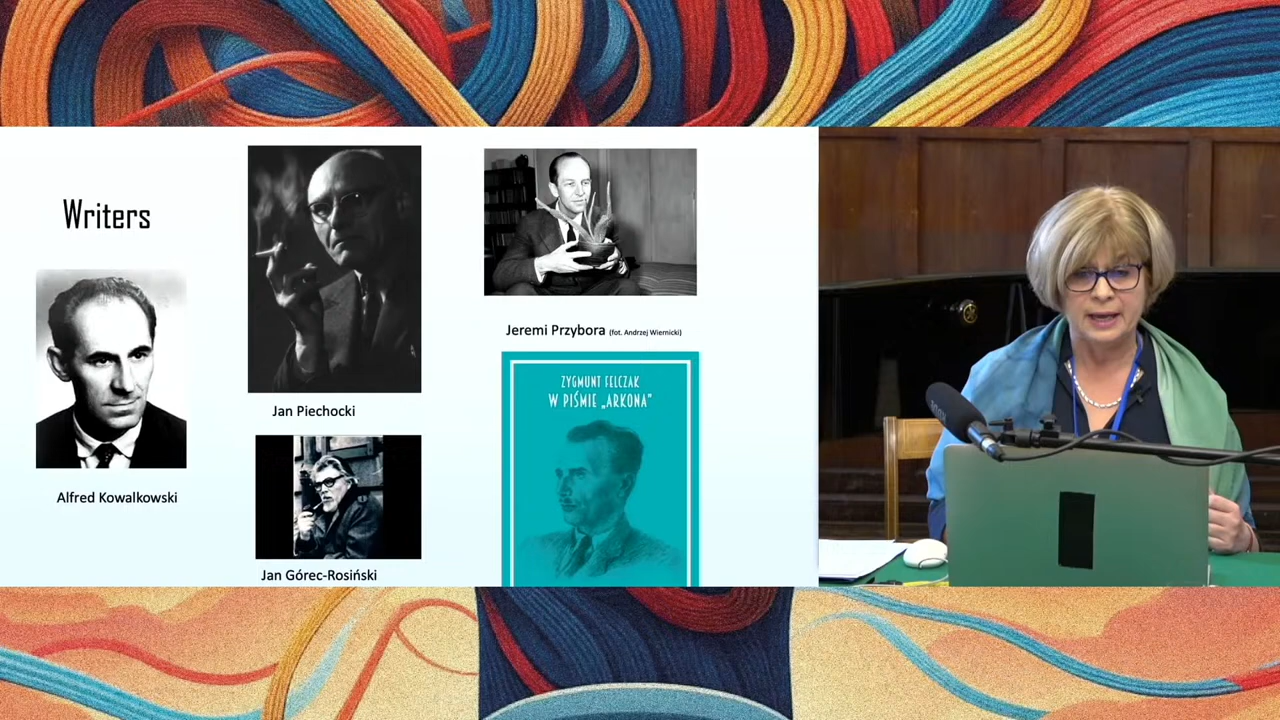 Writers
Alfred Kowalkowski
Jan Piechocki
Jan Górec-Rosiński
Jeremi Przybora (fot. Andrzej Wiernicki)
ZYGMUNT FELCZAK
W PIŚMIE „ARKONA”